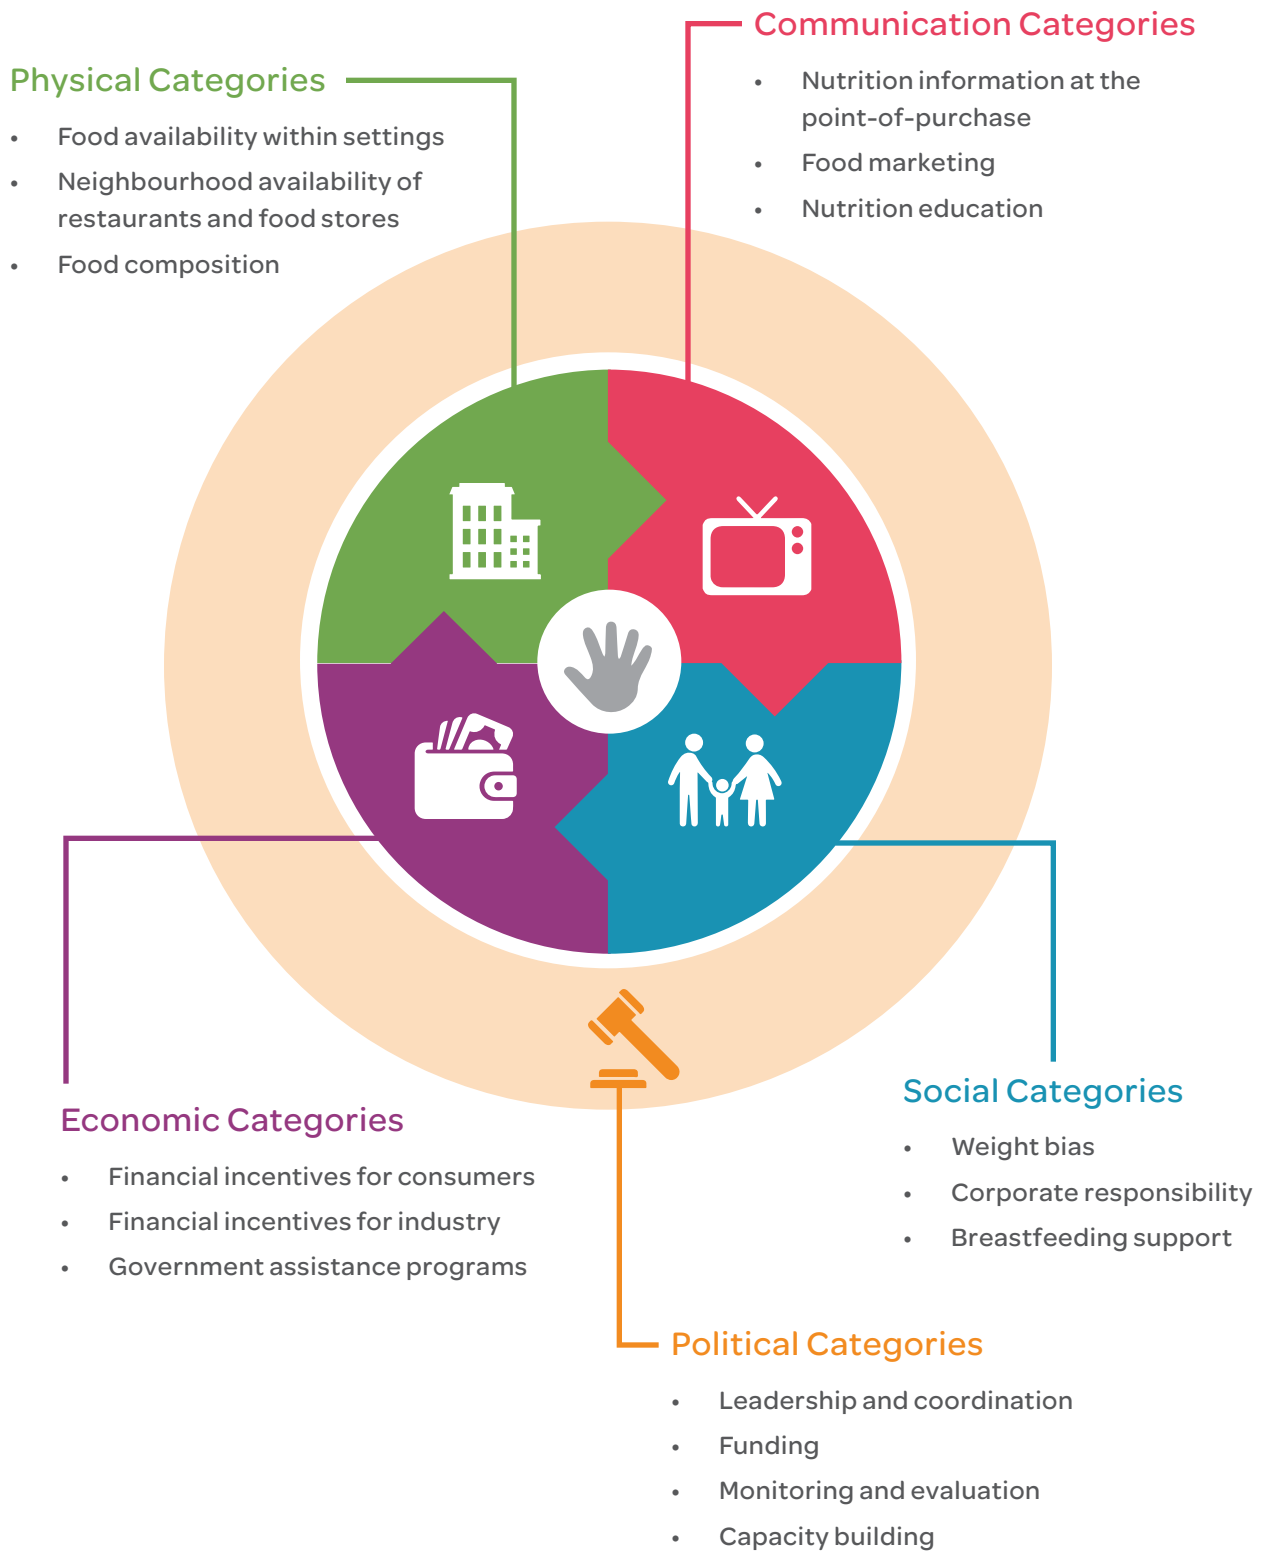 Communication Categories
• Nutrition information at the
point-of-purchase
• Food marketing
• Nutrition education
Physical Categories
• Food availability within settings
• Neighbourhood availability of
restaurants and food stores
• Food composition
Economic Categories
• Financial incentives for consumers
• Financial incentives for industry
• Government assistance programs
Social Categories
• Weight bias
• Corporate responsibility
• Breastfeeding support
Political Categories
• Leadership and coordination
• Funding
• Monitoring and evaluation
• Capacity building